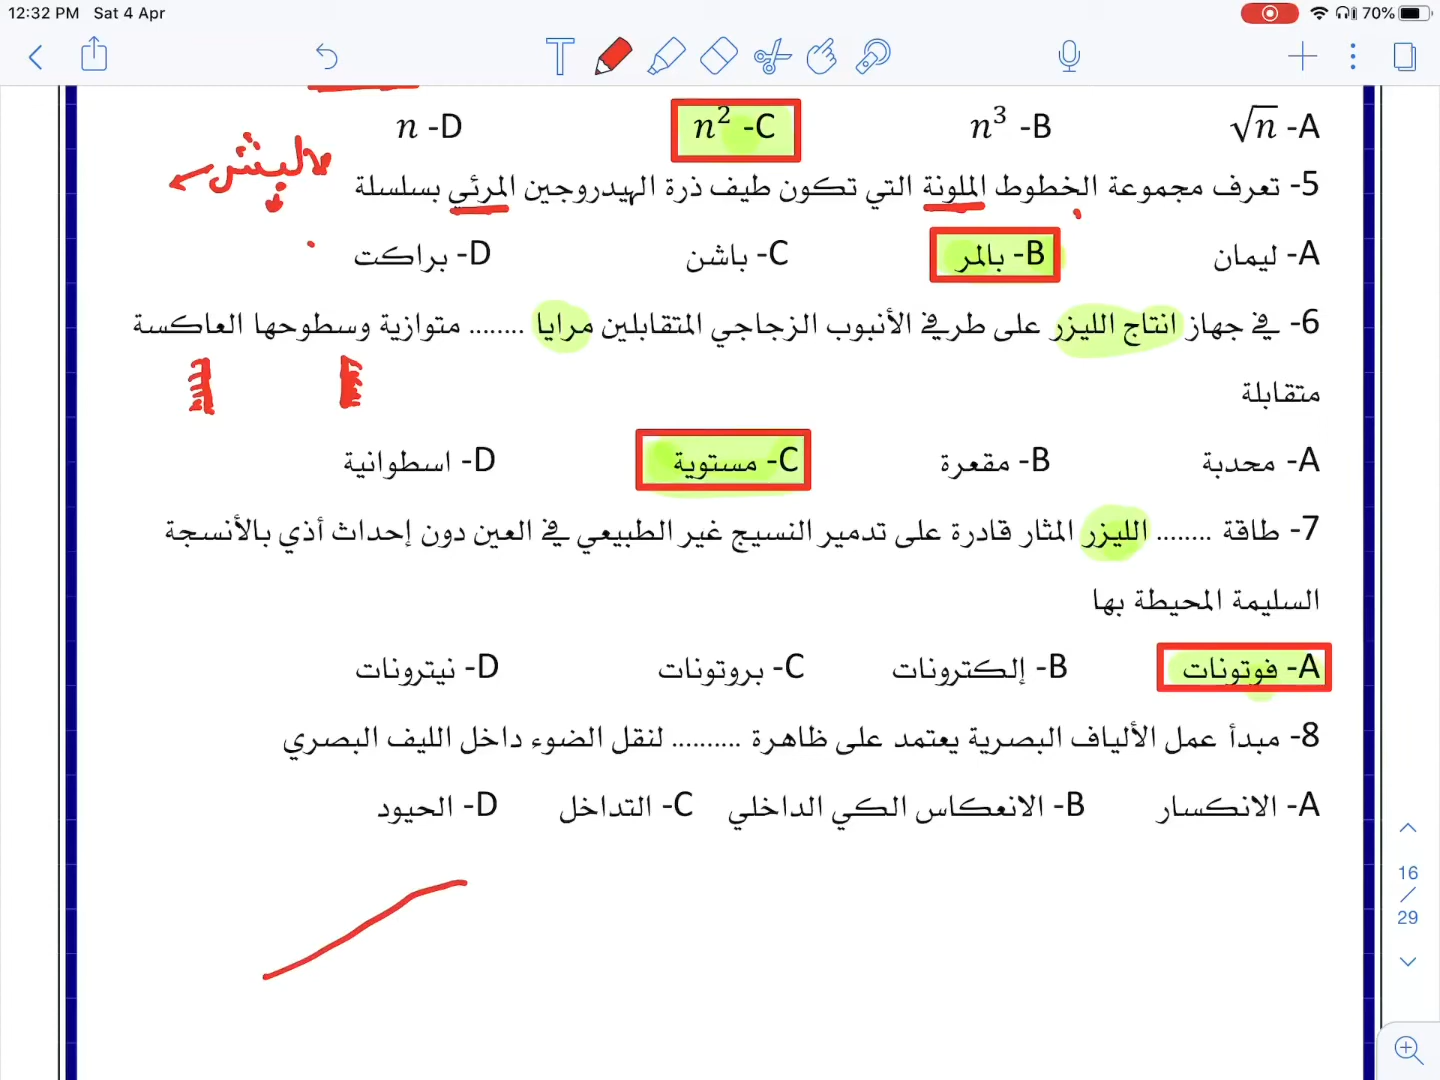 12:32 PM Sat 4 Apr 70%
A- √n B- n³ C- n² D- n
5- تعرف مجموعة الخطوط الملونة التي تكون طيف ذرة الهيدروجين المرئي بسلسلة
A- ليمان B- بالمر C- باشن D- براكت
6- في جهاز انتاج الليزر على طرفي الأنبوب الزجاجي المتقابلين مرايا ........ متوازية وسطوحها العاكسة
متقابلة
A- محدبة B- مقعرة C- مستوية D- اسطوانية
7- طاقة ........ الليزر المثار قادرة على تدمير النسيج غير الطبيعي في العين دون إحداث أذي بالأنسجة
السليمة المحيطة بها
A- فوتونات B- إلكترونات C- بروتونات D- نيترونات
8- مبدأ عمل الألياف البصرية يعتمد على ظاهرة .......... لنقل الضوء داخل الليف البصري
A- الانكسار B- الانعكاس الكي الداخلي C- التداخل D- الحيود
16
/
29